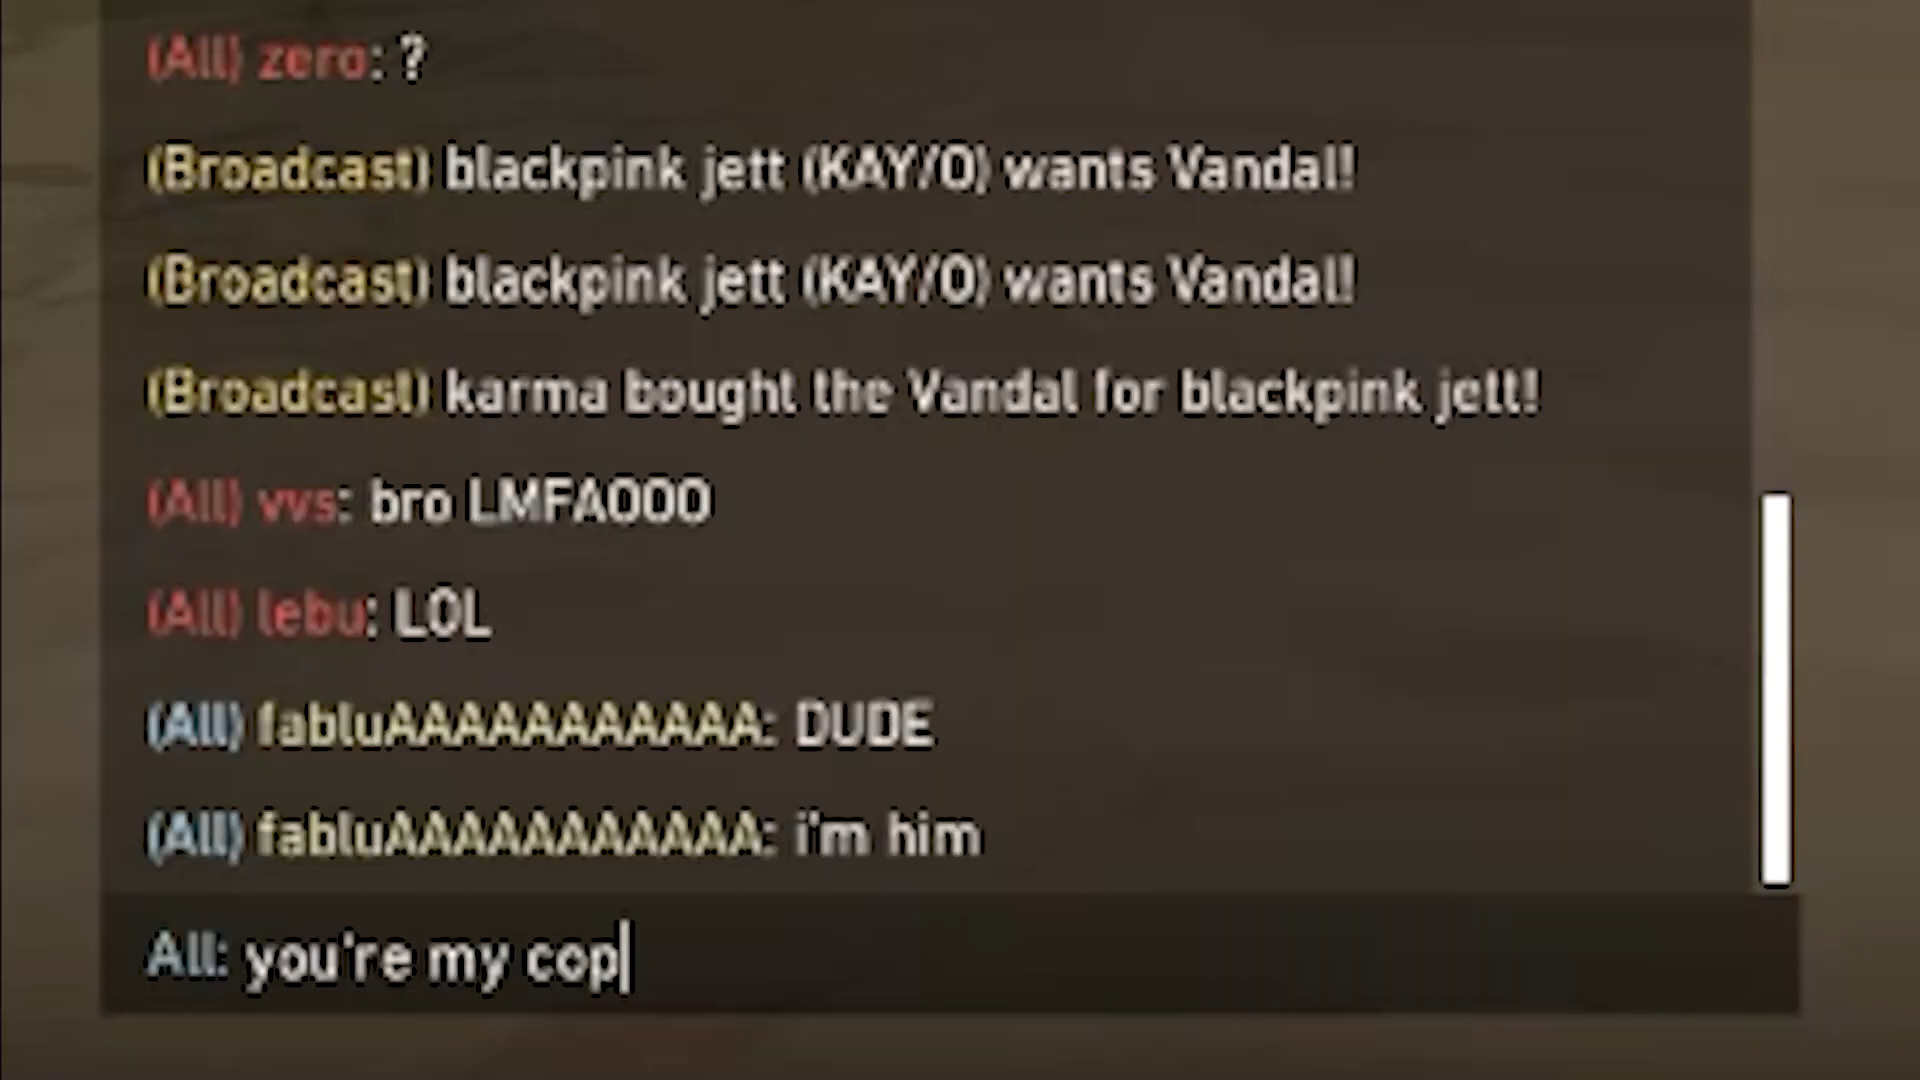 (All) zero: ?
(Broadcast) blackpink jett (KAY/O) wants Vandal!
(Broadcast) blackpink jett (KAY/O) wants Vandal!
(Broadcast) karma bought the Vandal for blackpink jett!
(All) vvs: bro LMFAOOO
(All) lebu: LOL
(All) fabluAAAAAAAAAAA: DUDE
(All) fabluAAAAAAAAAAA: i'm him
All: you're my cop